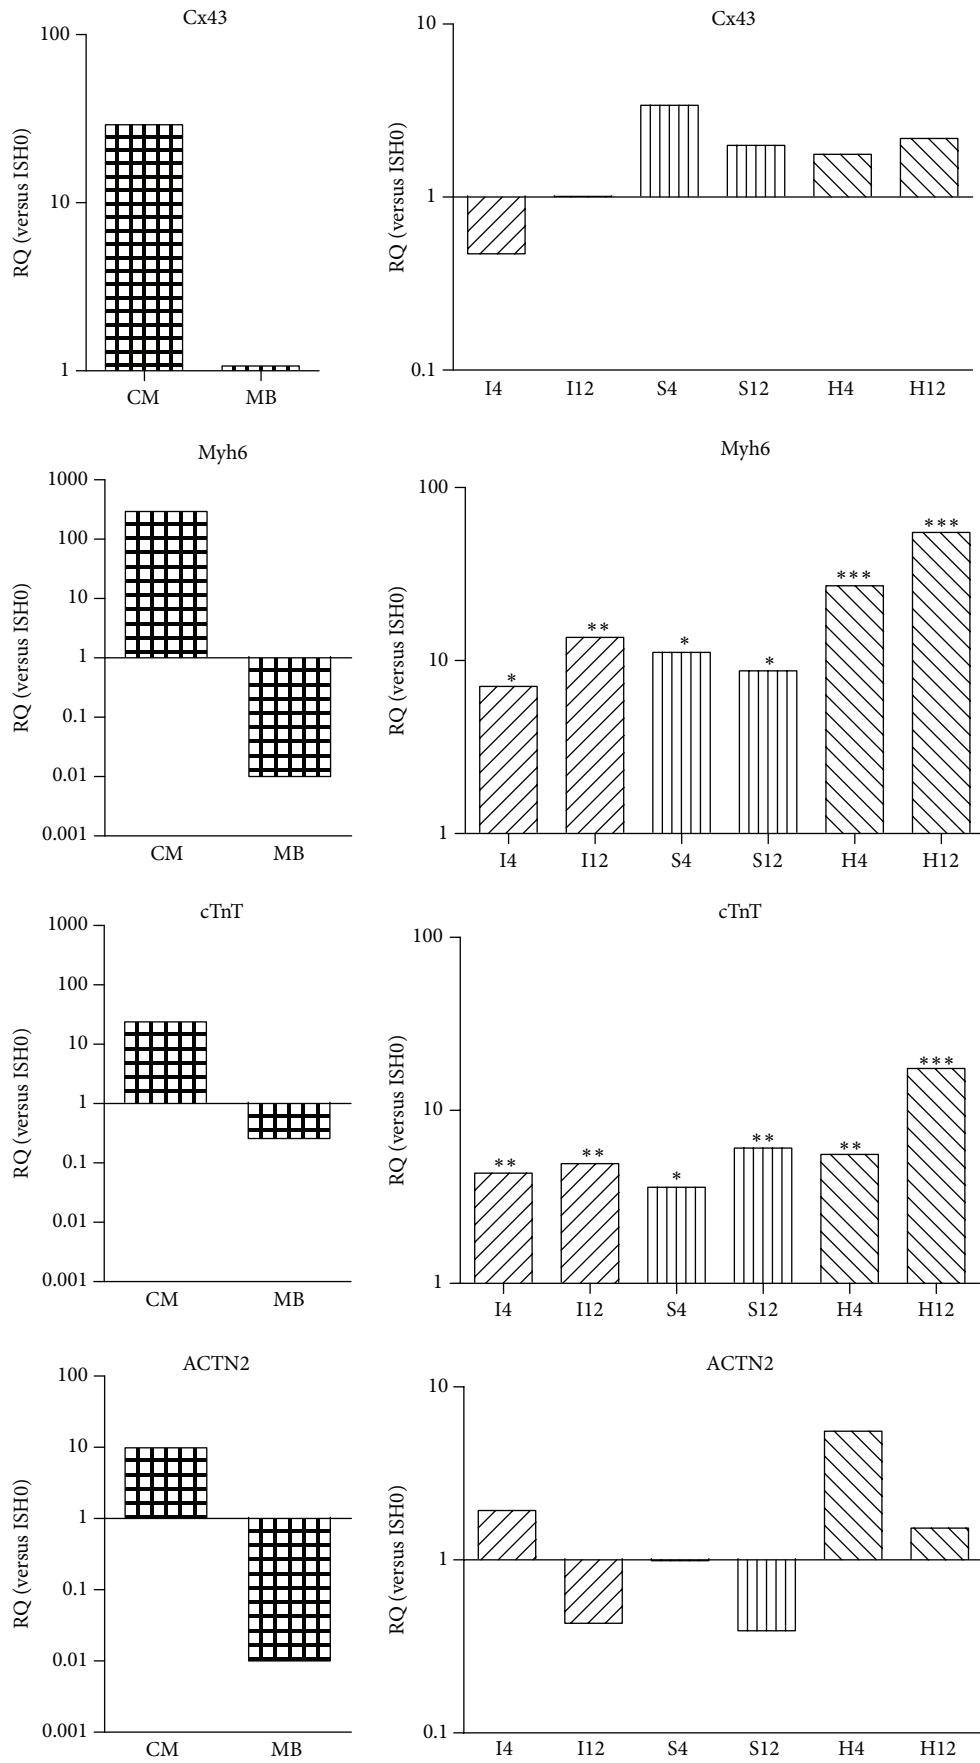 Cx43
100
10
1
RQ (versus ISH0)
CM MB
Cx43
10
1
0.1
RQ (versus ISH0)
I4 I12 S4 S12 H4 H12
Myh6
1000
100
10
1
0.1
0.01
0.001
RQ (versus ISH0)
CM MB
Myh6
100
10
1
RQ (versus ISH0)
* ** * * *** ***
I4 I12 S4 S12 H4 H12
cTnT
1000
100
10
1
0.1
0.01
0.001
RQ (versus ISH0)
CM MB
cTnT
100
10
1
RQ (versus ISH0)
** ** * ** ** ***
I4 I12 S4 S12 H4 H12
ACTN2
100
10
1
0.1
0.01
0.001
RQ (versus ISH0)
CM MB
ACTN2
10
1
0.1
RQ (versus ISH0)
I4 I12 S4 S12 H4 H12